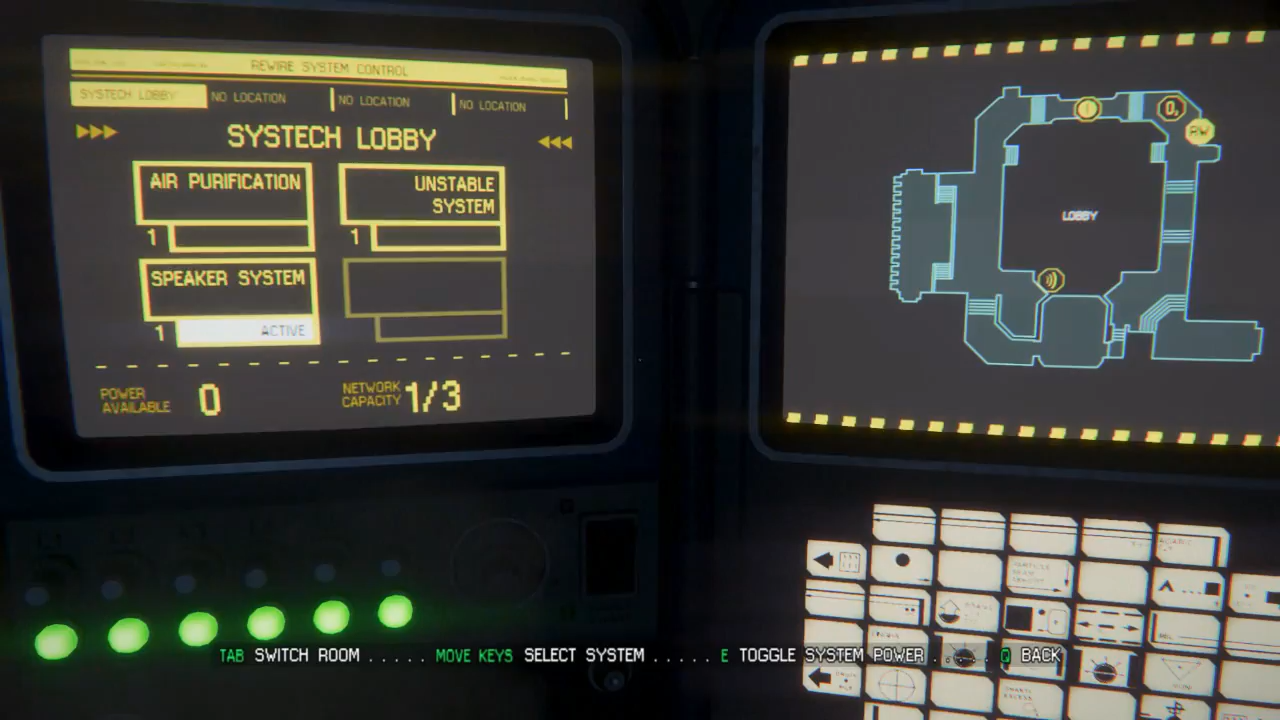 REWIRE SYSTEM CONTROL
SYSTECH LOBBY NO LOCATION NO LOCATION NO LOCATION
SYSTECH LOBBY
AIR PURIFICATION
1
UNSTABLE
SYSTEM
1
SPEAKER SYSTEM
1 ACTIVE
POWER
AVAILABLE 0
NETWORK
CAPACITY 1/3
RW
LOBBY
TAB SWITCH ROOM ..... MOVE KEYS SELECT SYSTEM ..... E TOGGLE SYSTEM POWER ..... Q BACK